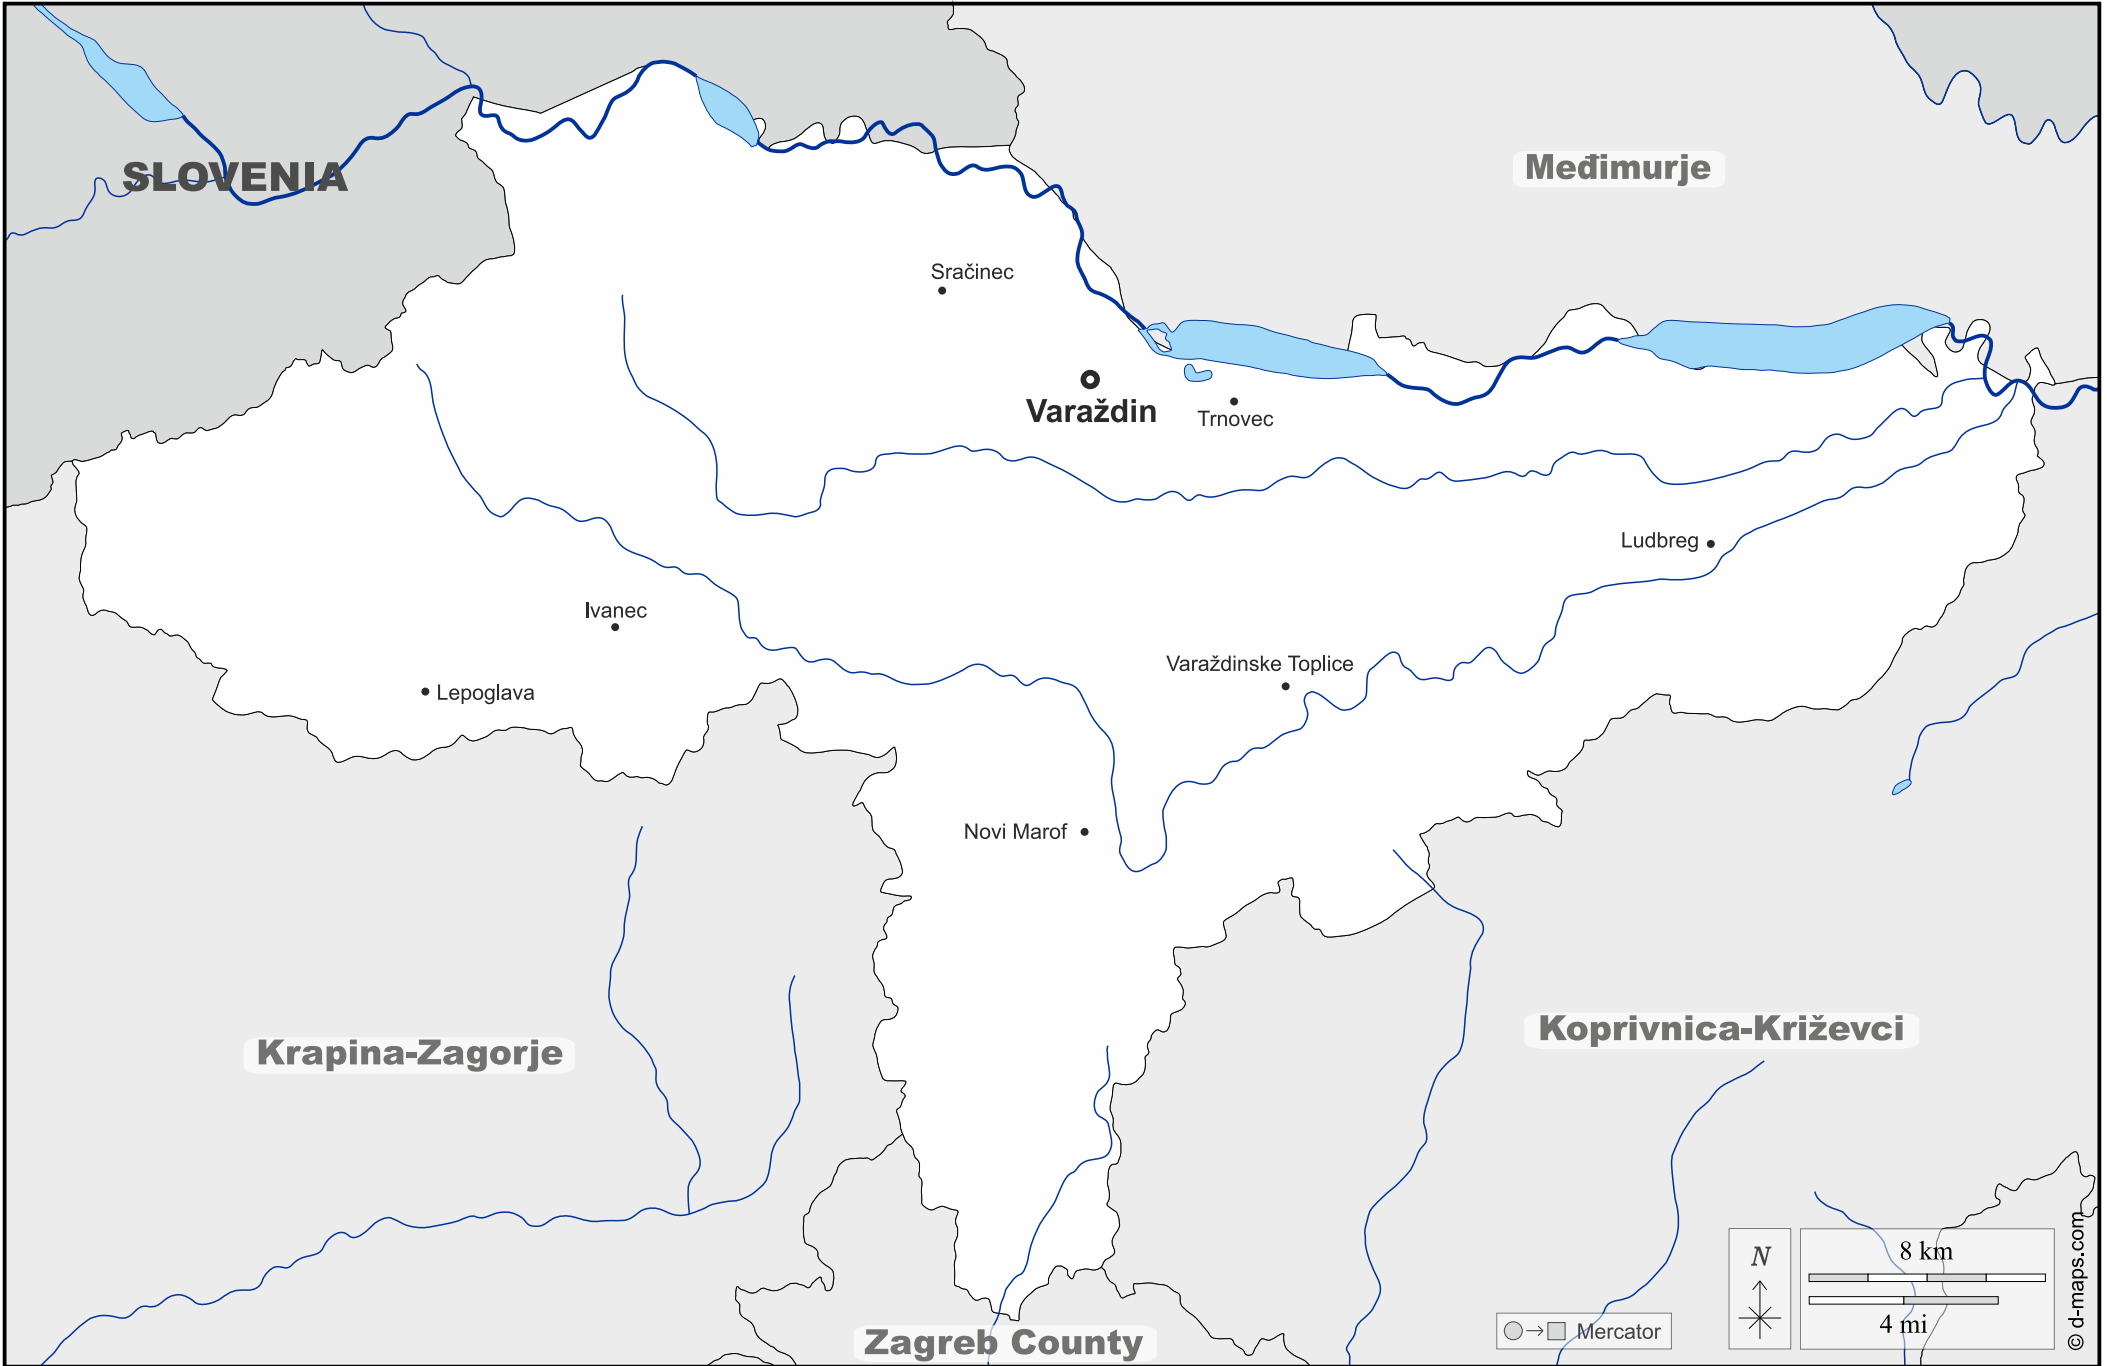 SLOVENIA
Međimurje
Sračinec
Varaždin
Trnovec
Ludbreg
Ivanec
Varaždinske Toplice
Lepoglava
Novi Marof
Krapina-Zagorje
Koprivnica-Križevci
Zagreb County
Mercator
N
8 km
4 mi
© d-maps.com